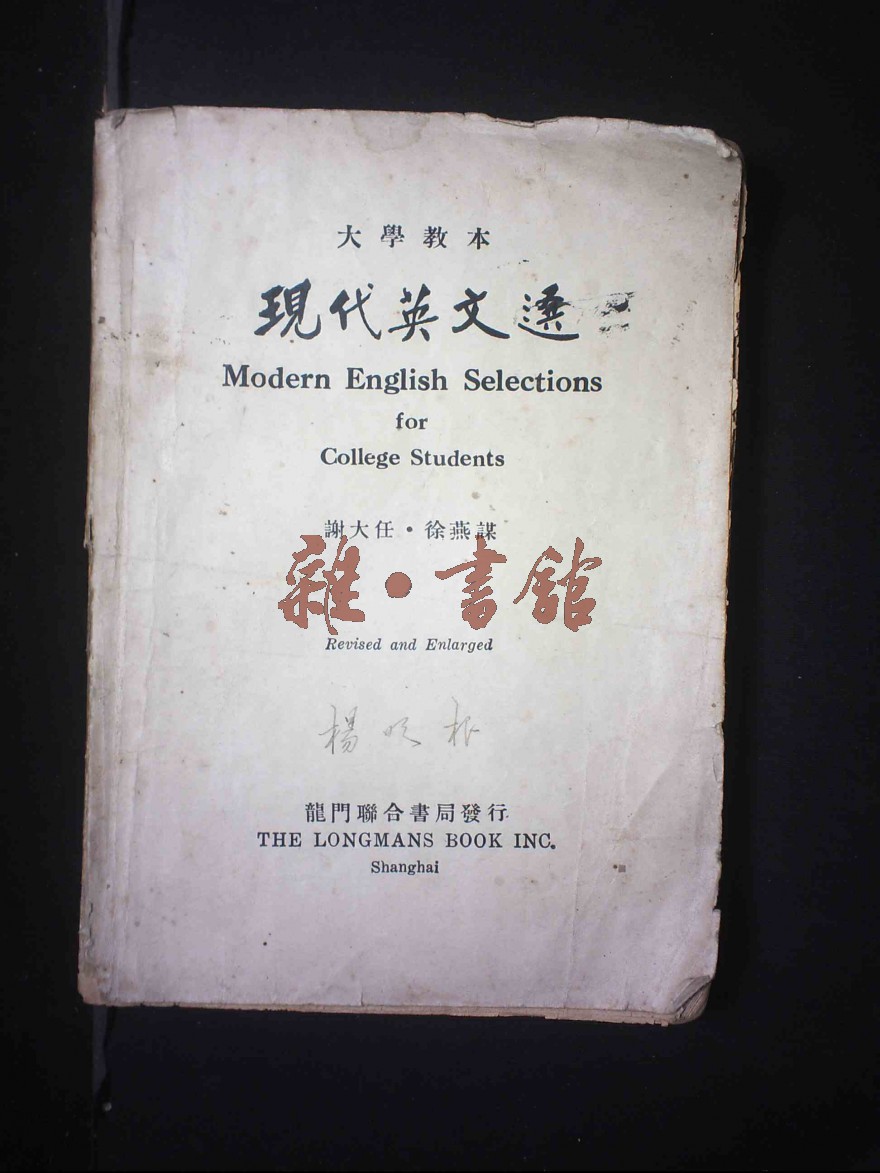 大學教本
現代英文選
Modern English Selections
for
College Students
謝大任・徐燕謀
雜・書館
Revised and Enlarged
楊
根
龍門聯合書局發行
THE LONGMANS BOOK INC.
Shanghai